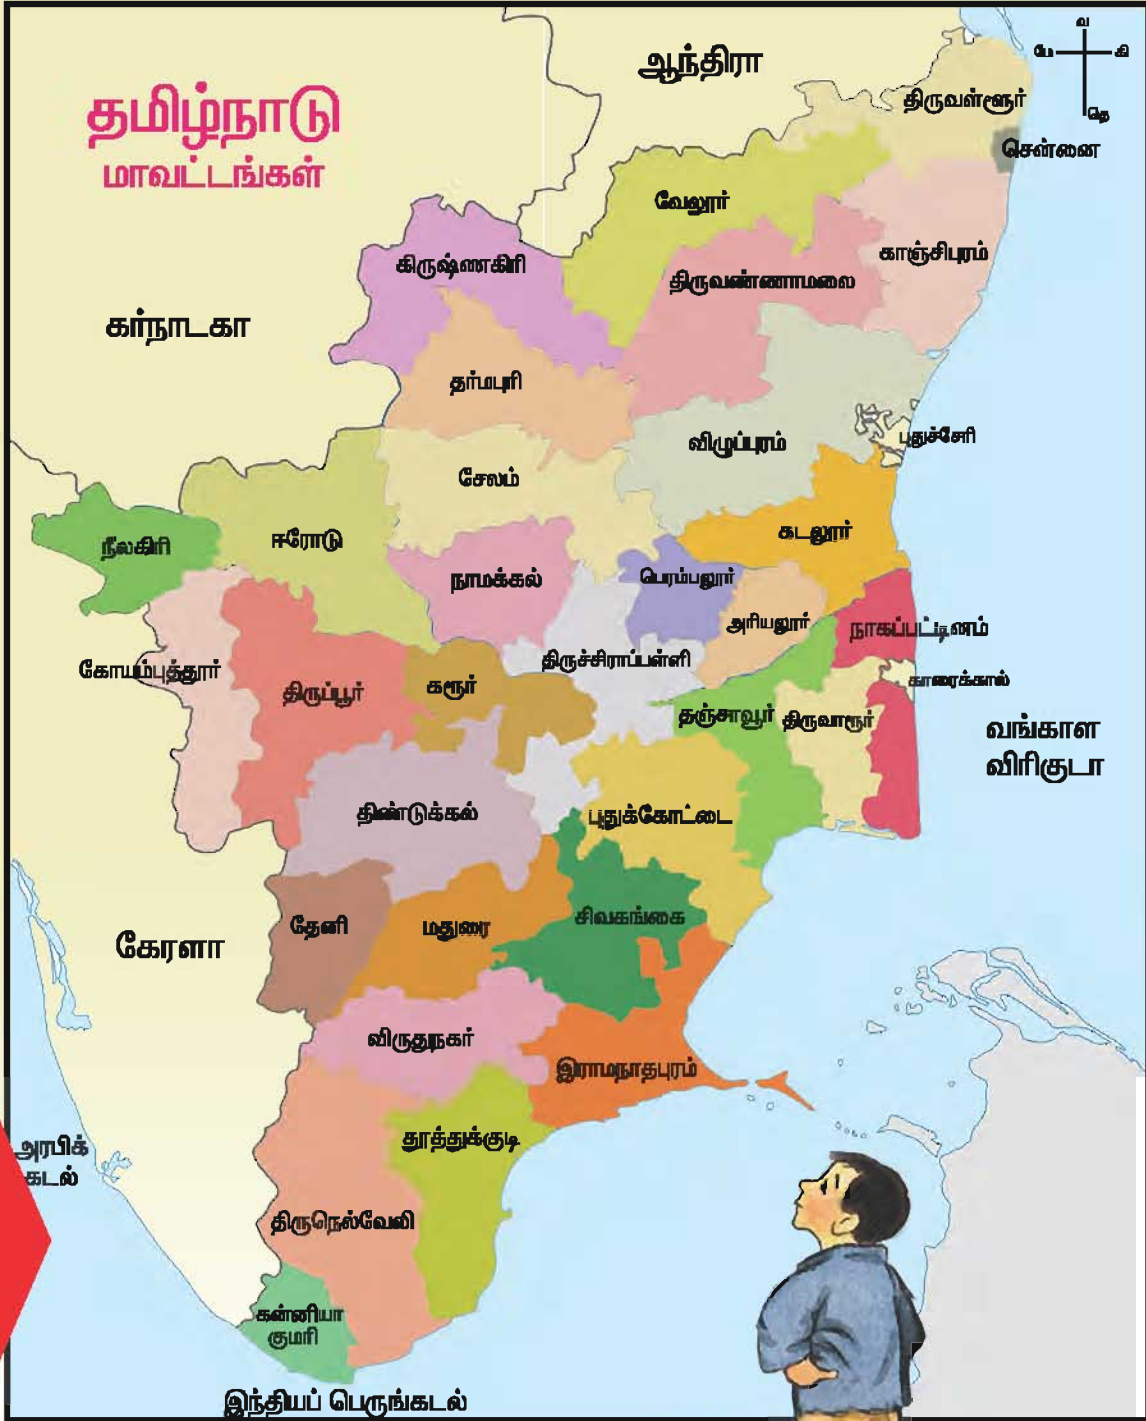 தமிழ்நாடு
மாவட்டங்கள்
ஆந்திரா
வ
மே
கி
தெ
திருவள்ளூர்
சென்னை
வேலூர்
காஞ்சிபுரம்
கிருஷ்ணகிரி
திருவண்ணாமலை
கர்நாடகா
தர்மபுரி
விழுப்புரம்
புதுச்சேரி
சேலம்
கடலூர்
நீலகிரி
ஈரோடு
நாமக்கல்
பெரம்பலூர்
அரியலூர்
நாகப்பட்டினம்
கோயம்புத்தூர்
திருச்சிராப்பள்ளி
காரைக்கால்
திருப்பூர்
கரூர்
தஞ்சாவூர்
திருவாரூர்
வங்காள
விரிகுடா
திண்டுக்கல்
புதுக்கோட்டை
தேனி
மதுரை
சிவகங்கை
கேரளா
விருதுநகர்
இராமநாதபுரம்
அரபிக்
கடல்
தூத்துக்குடி
திருநெல்வேலி
கன்னியா
குமரி
இந்தியப் பெருங்கடல்